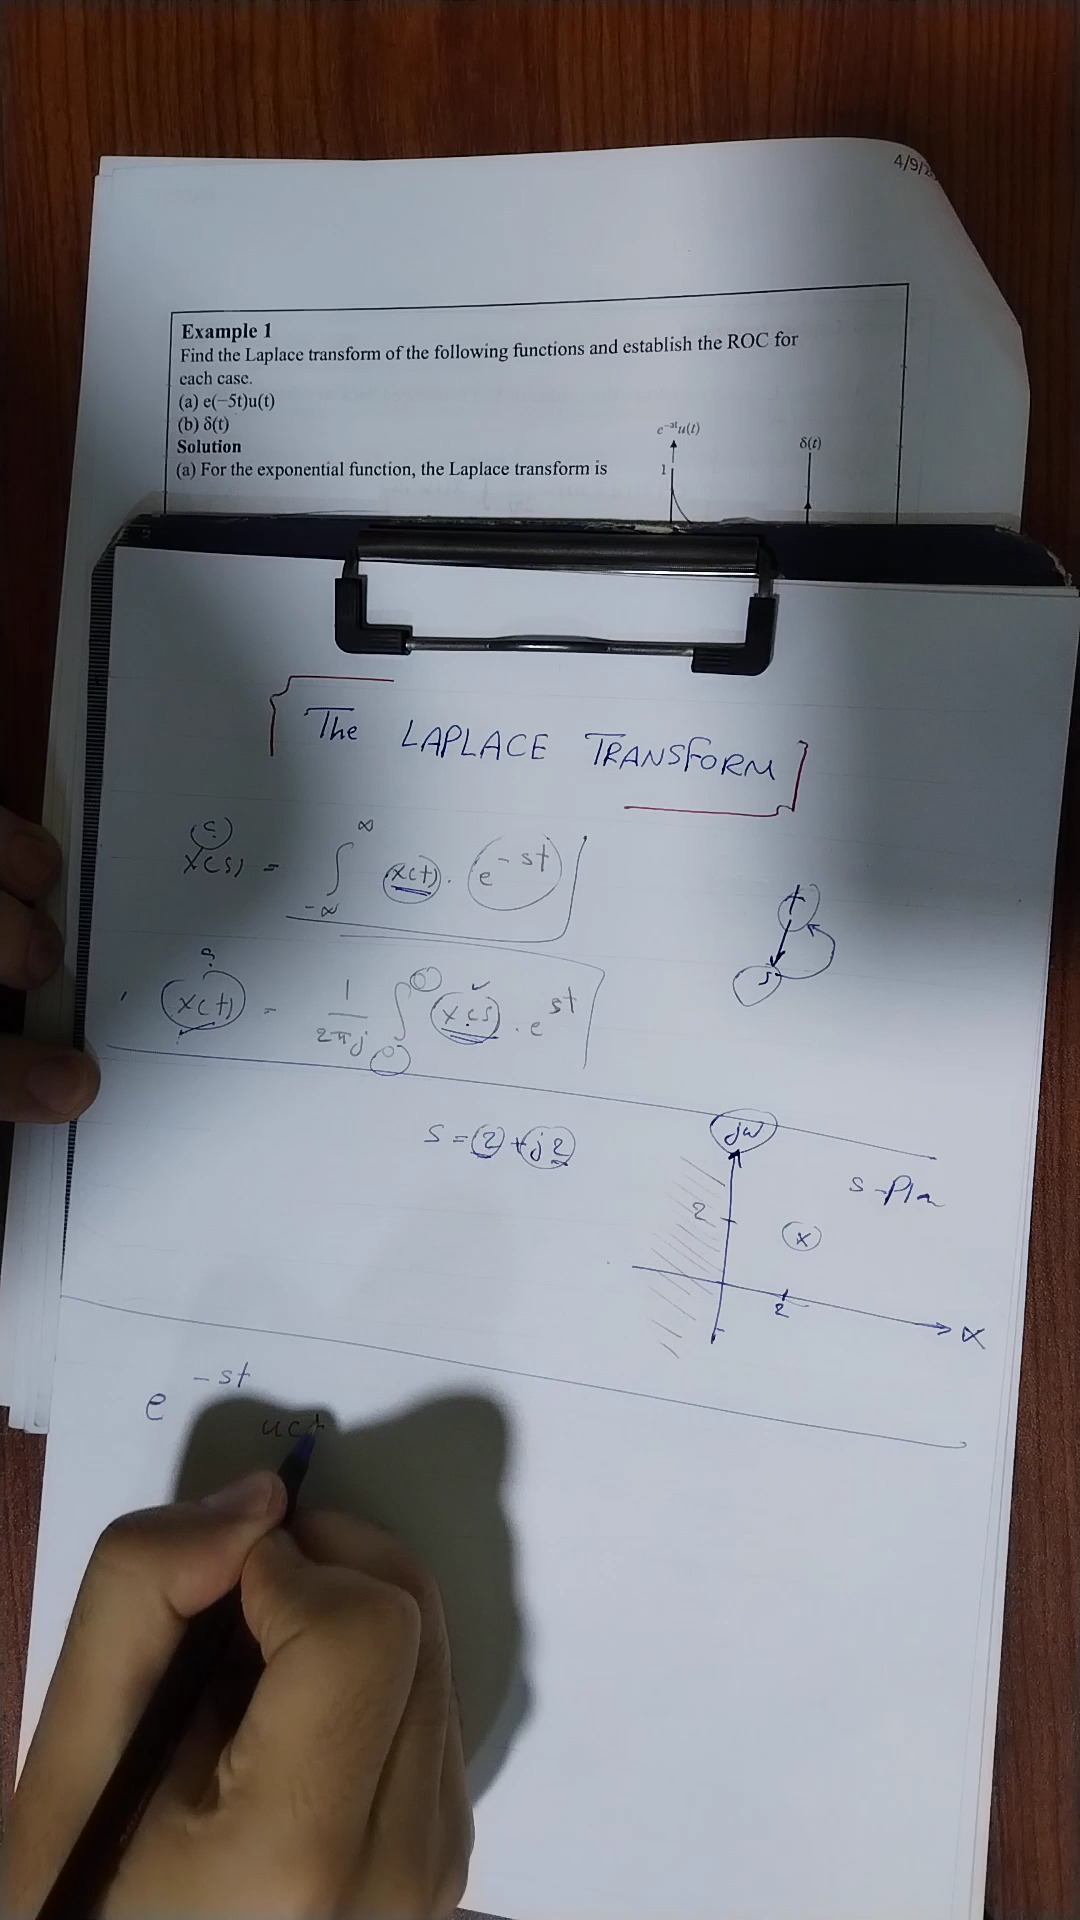 4/9/2
Example 1
Find the Laplace transform of the following functions and establish the ROC for
each case.
(a) e(−5t)u(t)
(b) δ(t)
Solution
(a) For the exponential function, the Laplace transform is
e⁻ᵃᵗu(t)
1
δ(t)
The LAPLACE TRANSFORM
?
X(s) = ∫ -∞ ∞ x(t) . e^-st
t
s
?
x(t) = 1/2πj ∫ x(s) . e^st
s = 2 + j2
jω
s-Plan
2
x
2
α
e^-st u(t